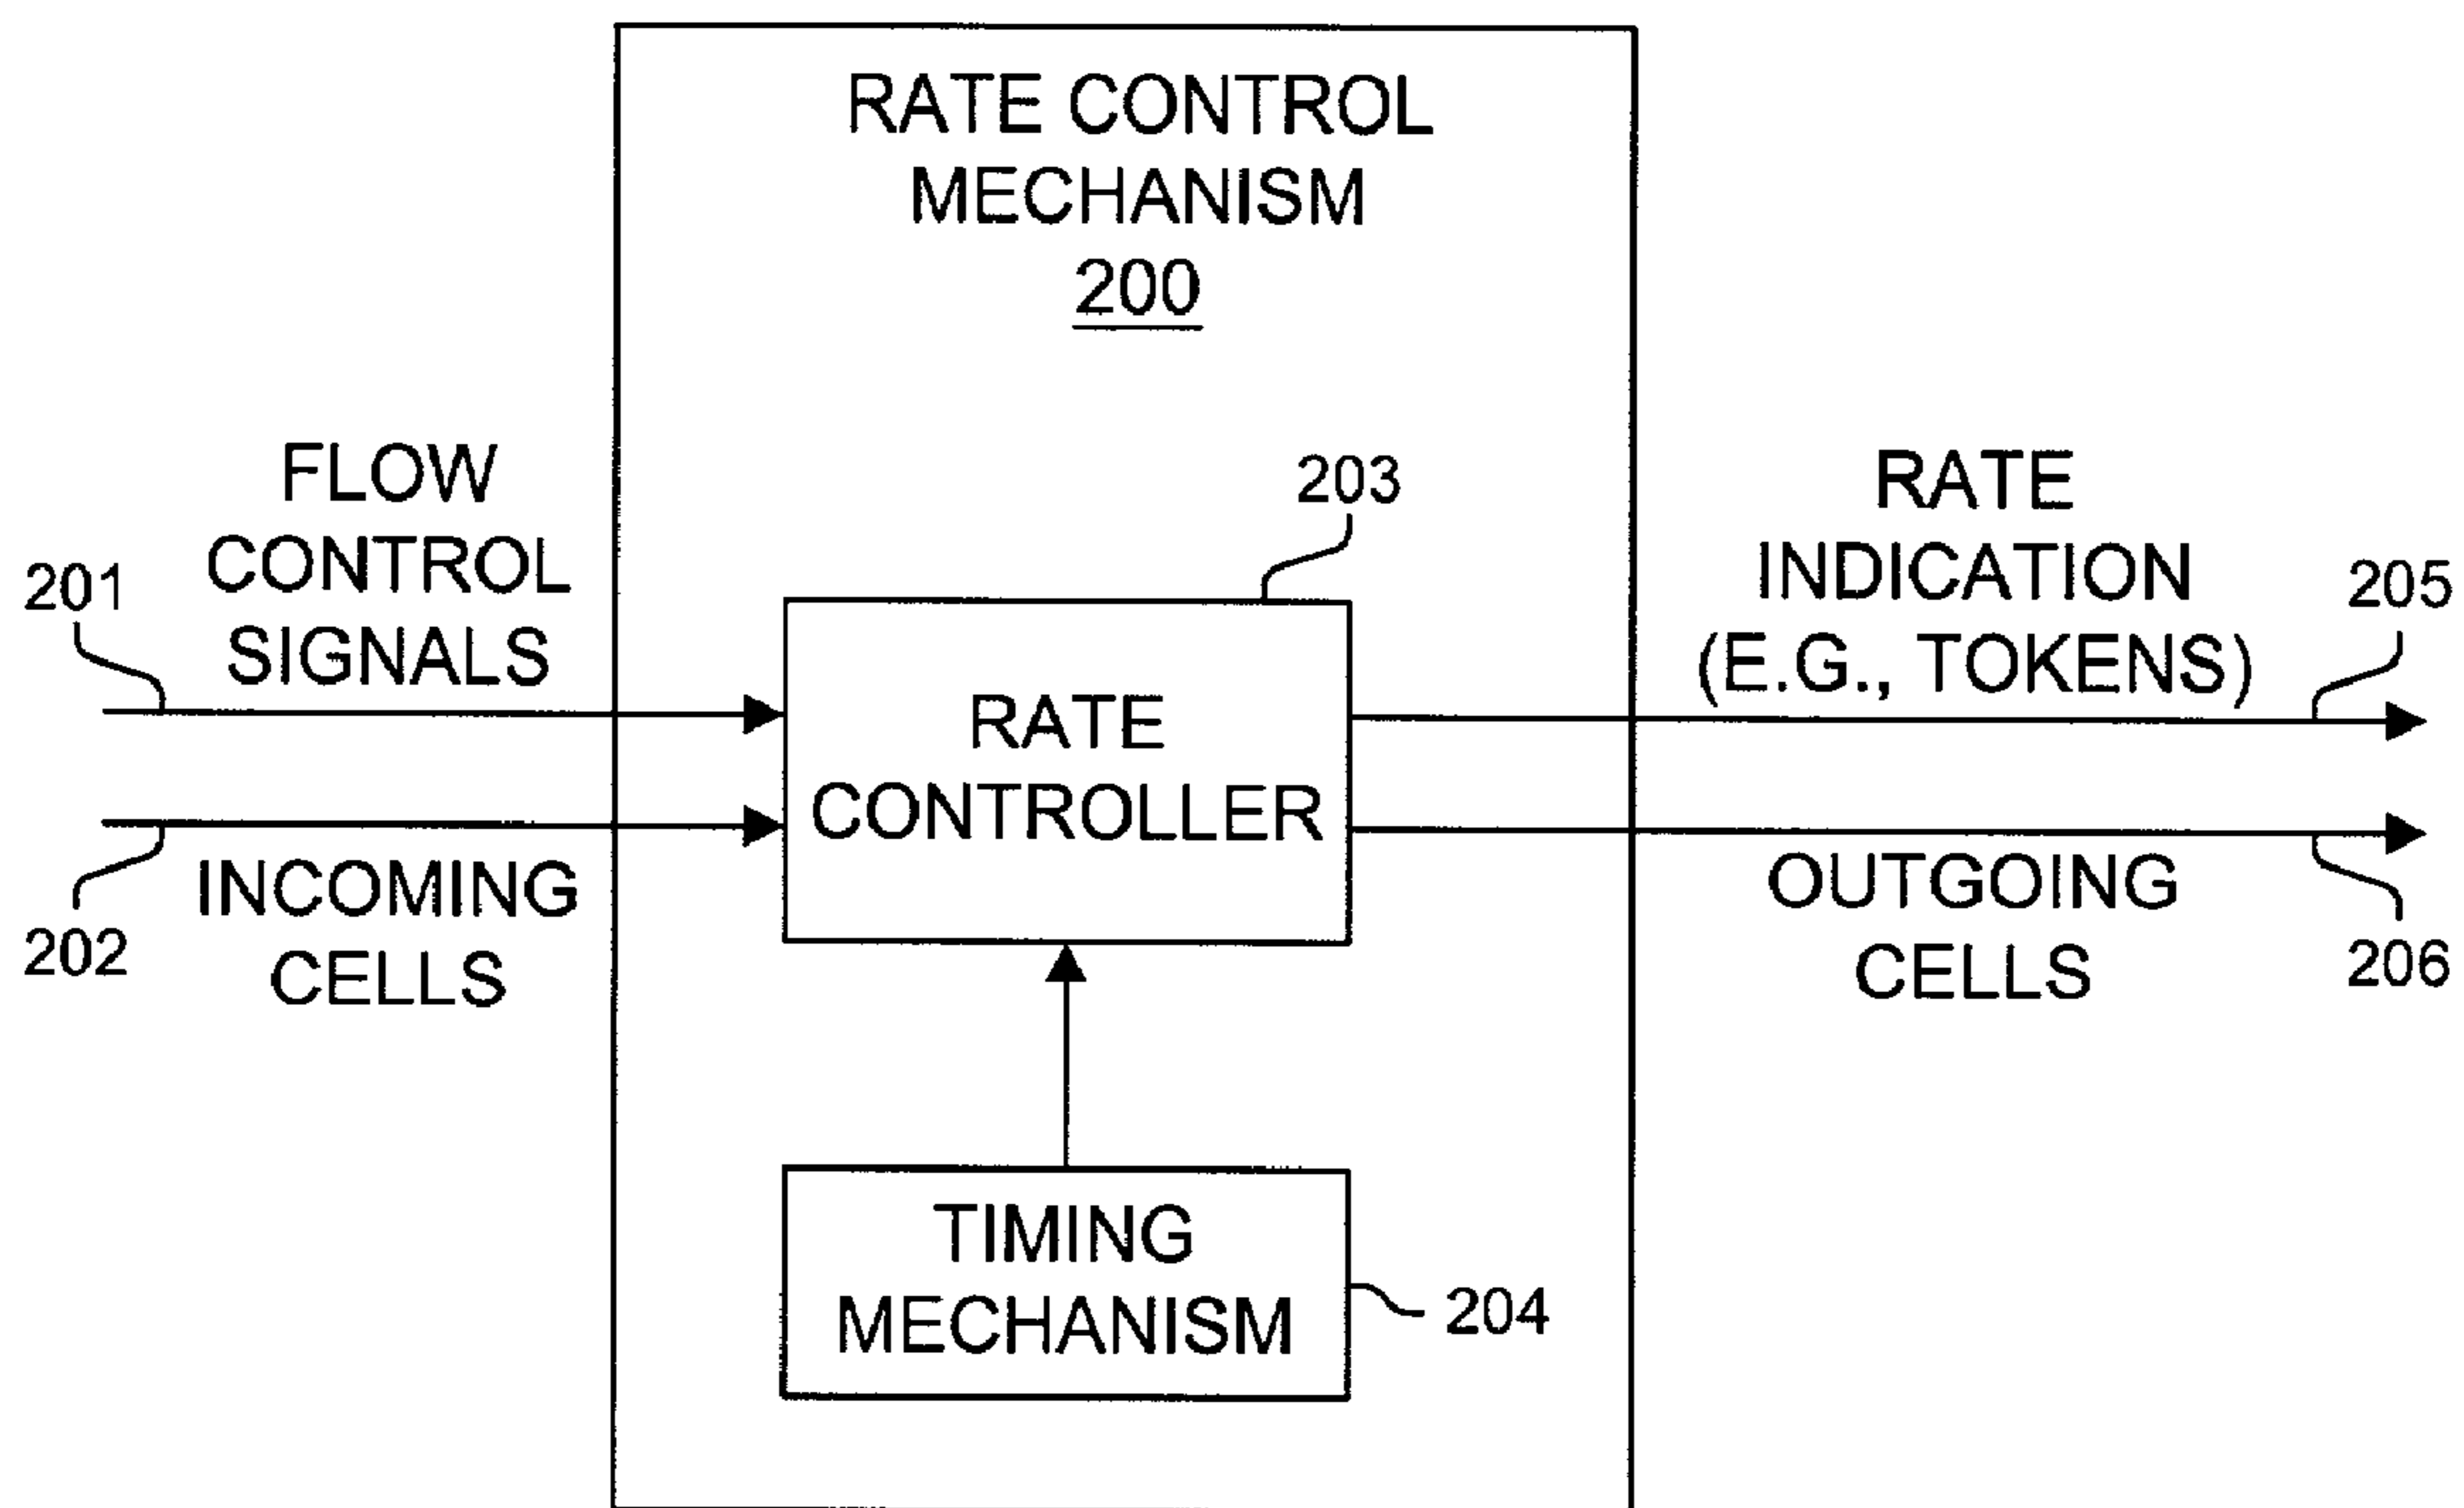 RATE CONTROL
MECHANISM
200
FLOW
CONTROL
SIGNALS
201
INCOMING
CELLS
202
203
RATE
CONTROLLER
TIMING
MECHANISM
204
RATE
INDICATION
(E.G., TOKENS)
205
OUTGOING
CELLS
206